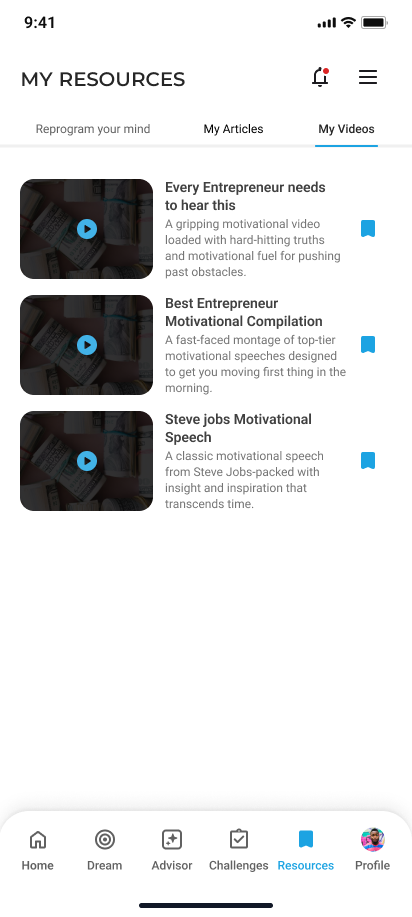 9:41
MY RESOURCES
Reprogram your mind
My Articles
My Videos
Every Entrepreneur needs
to hear this
A gripping motivational video
loaded with hard-hitting truths
and motivational fuel for pushing
past obstacles.
Best Entrepreneur
Motivational Compilation
A fast-faced montage of top-tier
motivational speeches designed
to get you moving first thing in the
morning.
Steve jobs Motivational
Speech
A classic motivational speech
from Steve Jobs-packed with
insight and inspiration that
transcends time.
Home
Dream
Advisor
Challenges
Resources
Profile